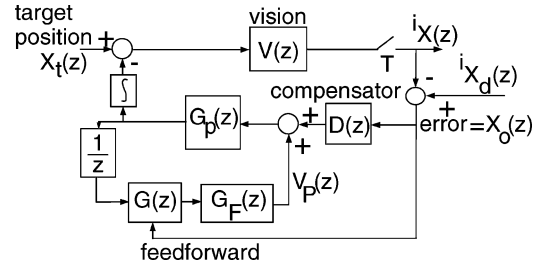 target
position + X_t(z)
-
∫
vision
V(z)
T
iX(z)
-
iX_d(z)
+
error=X_o(z)
compensator
D(z)
+
+
G_p(z)
V_P(z)
1/z
G(z)
G_F(z)
feedforward